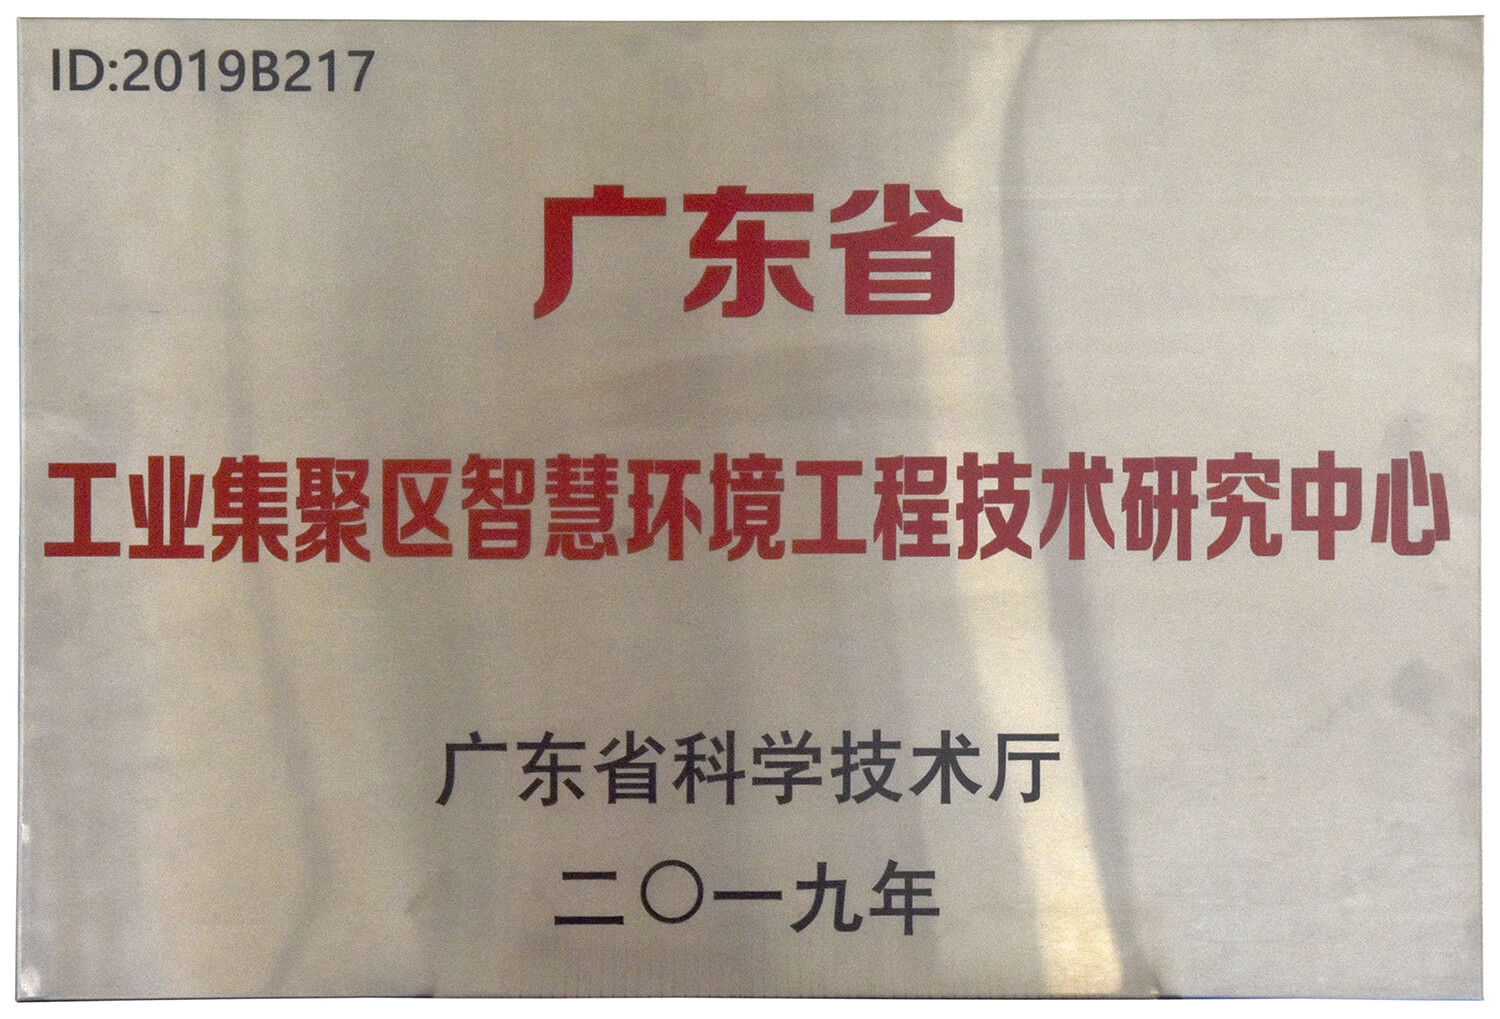 ID:2019B217
广东省
工业集聚区智慧环境工程技术研究中心
广东省科学技术厅
二〇一九年